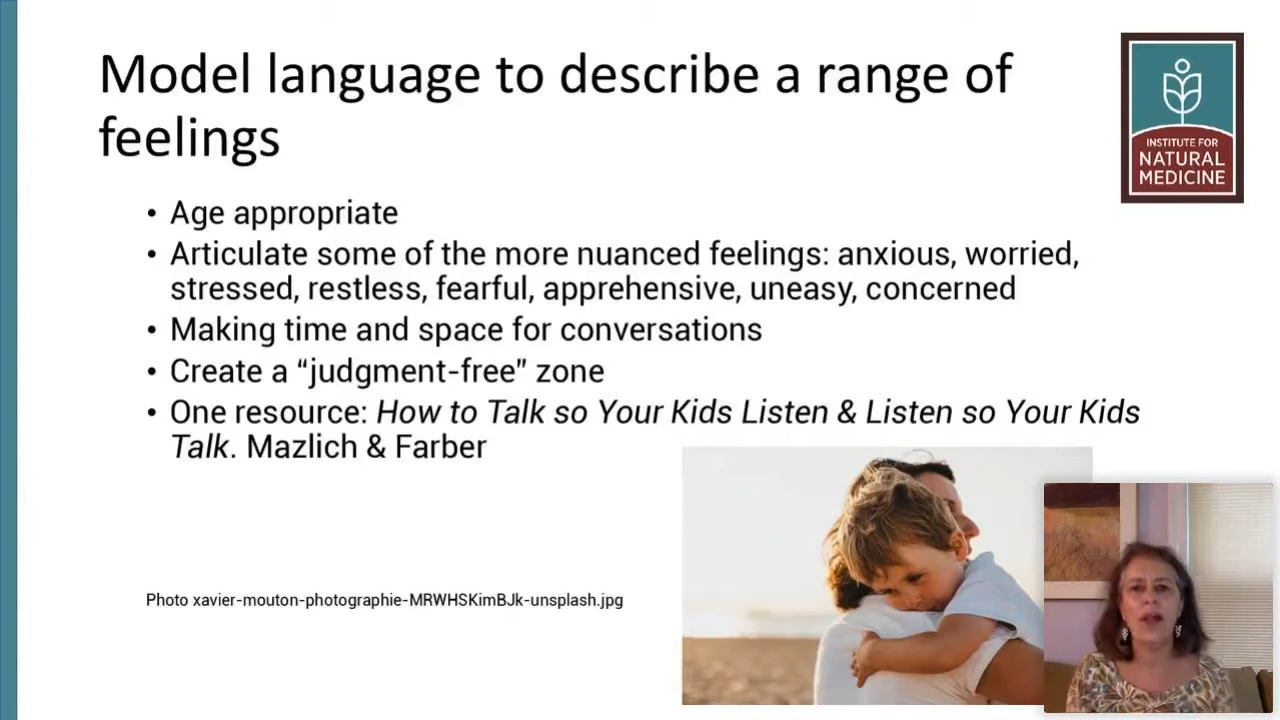 Model language to describe a range of
feelings
INSTITUTE FOR
NATURAL
MEDICINE
• Age appropriate
• Articulate some of the more nuanced feelings: anxious, worried,
stressed, restless, fearful, apprehensive, uneasy, concerned
• Making time and space for conversations
• Create a “judgment-free” zone
• One resource: How to Talk so Your Kids Listen & Listen so Your Kids
Talk. Mazlich & Farber
Photo xavier-mouton-photographie-MRWHSKimBJk-unsplash.jpg